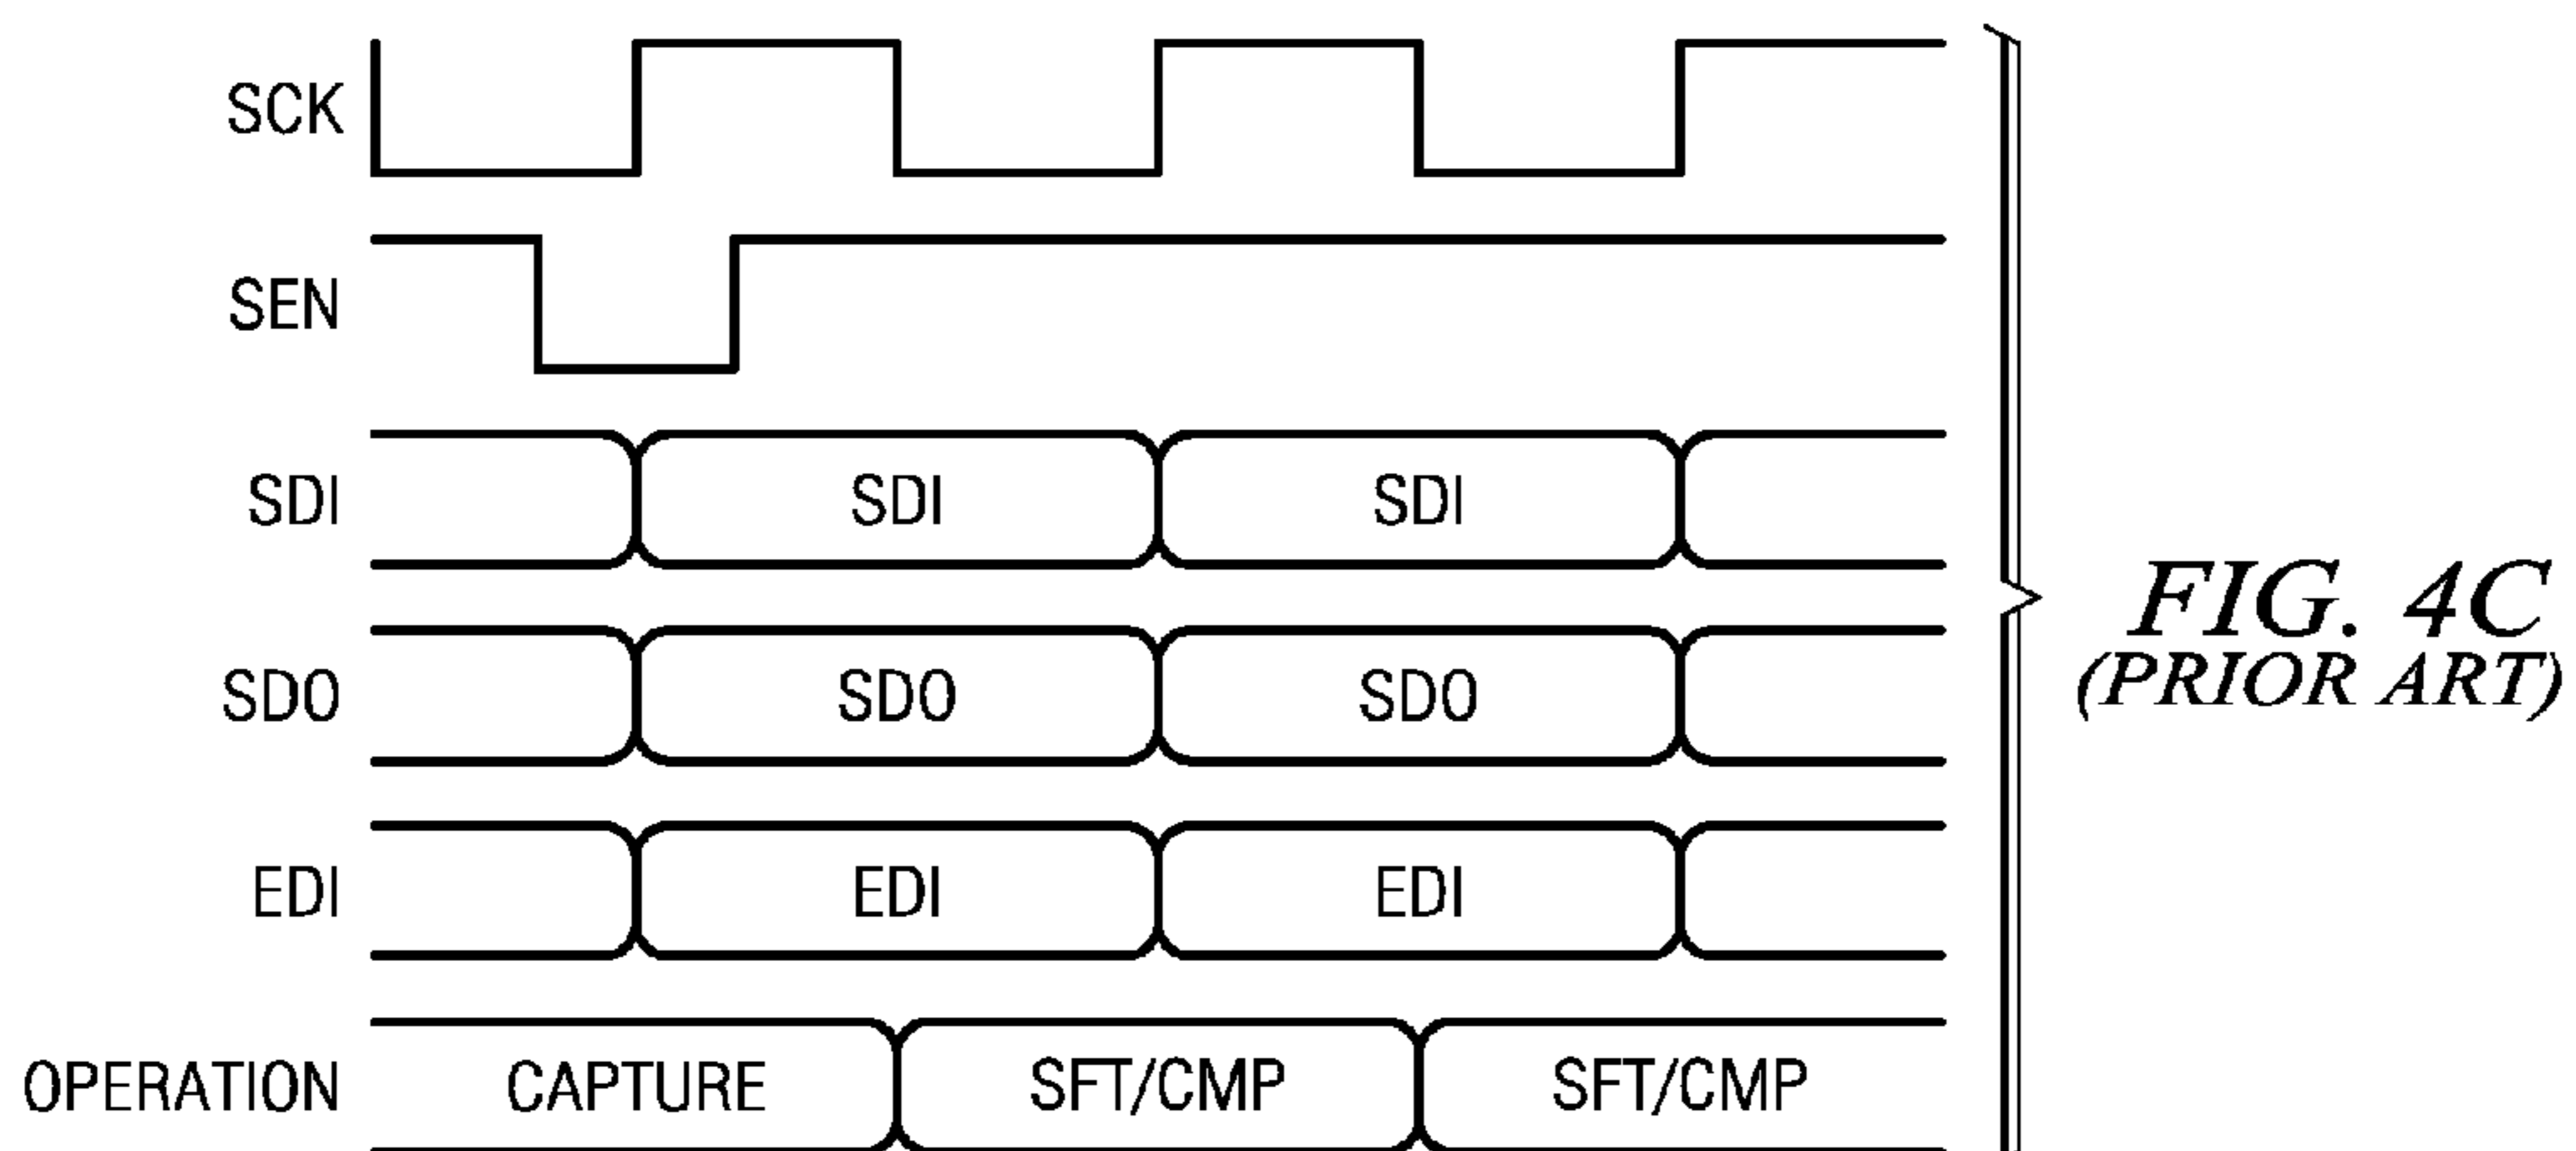 SCK
SEN
SDI SDI SDI
SDO SDO SDO
EDI EDI EDI
OPERATION CAPTURE SFT/CMP SFT/CMP
FIG. 4C
(PRIOR ART)